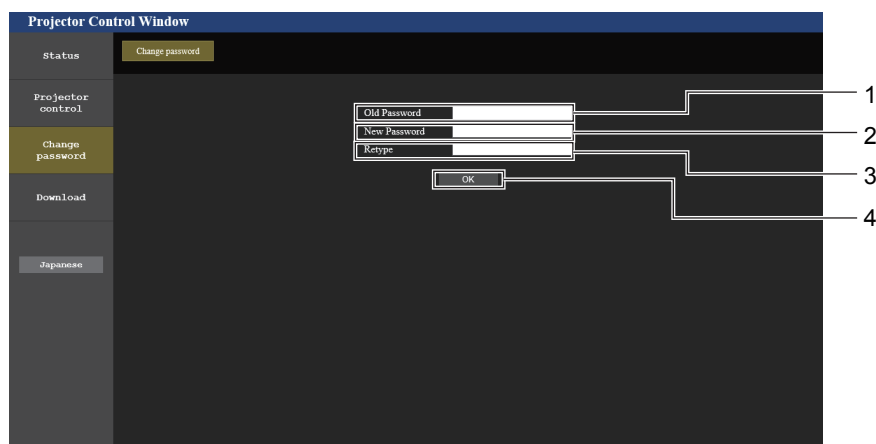 Projector Control Window
Status
Change password
Projector
control
Change
password
Download
Japanese
Old Password
New Password
Retype
OK
1
2
3
4